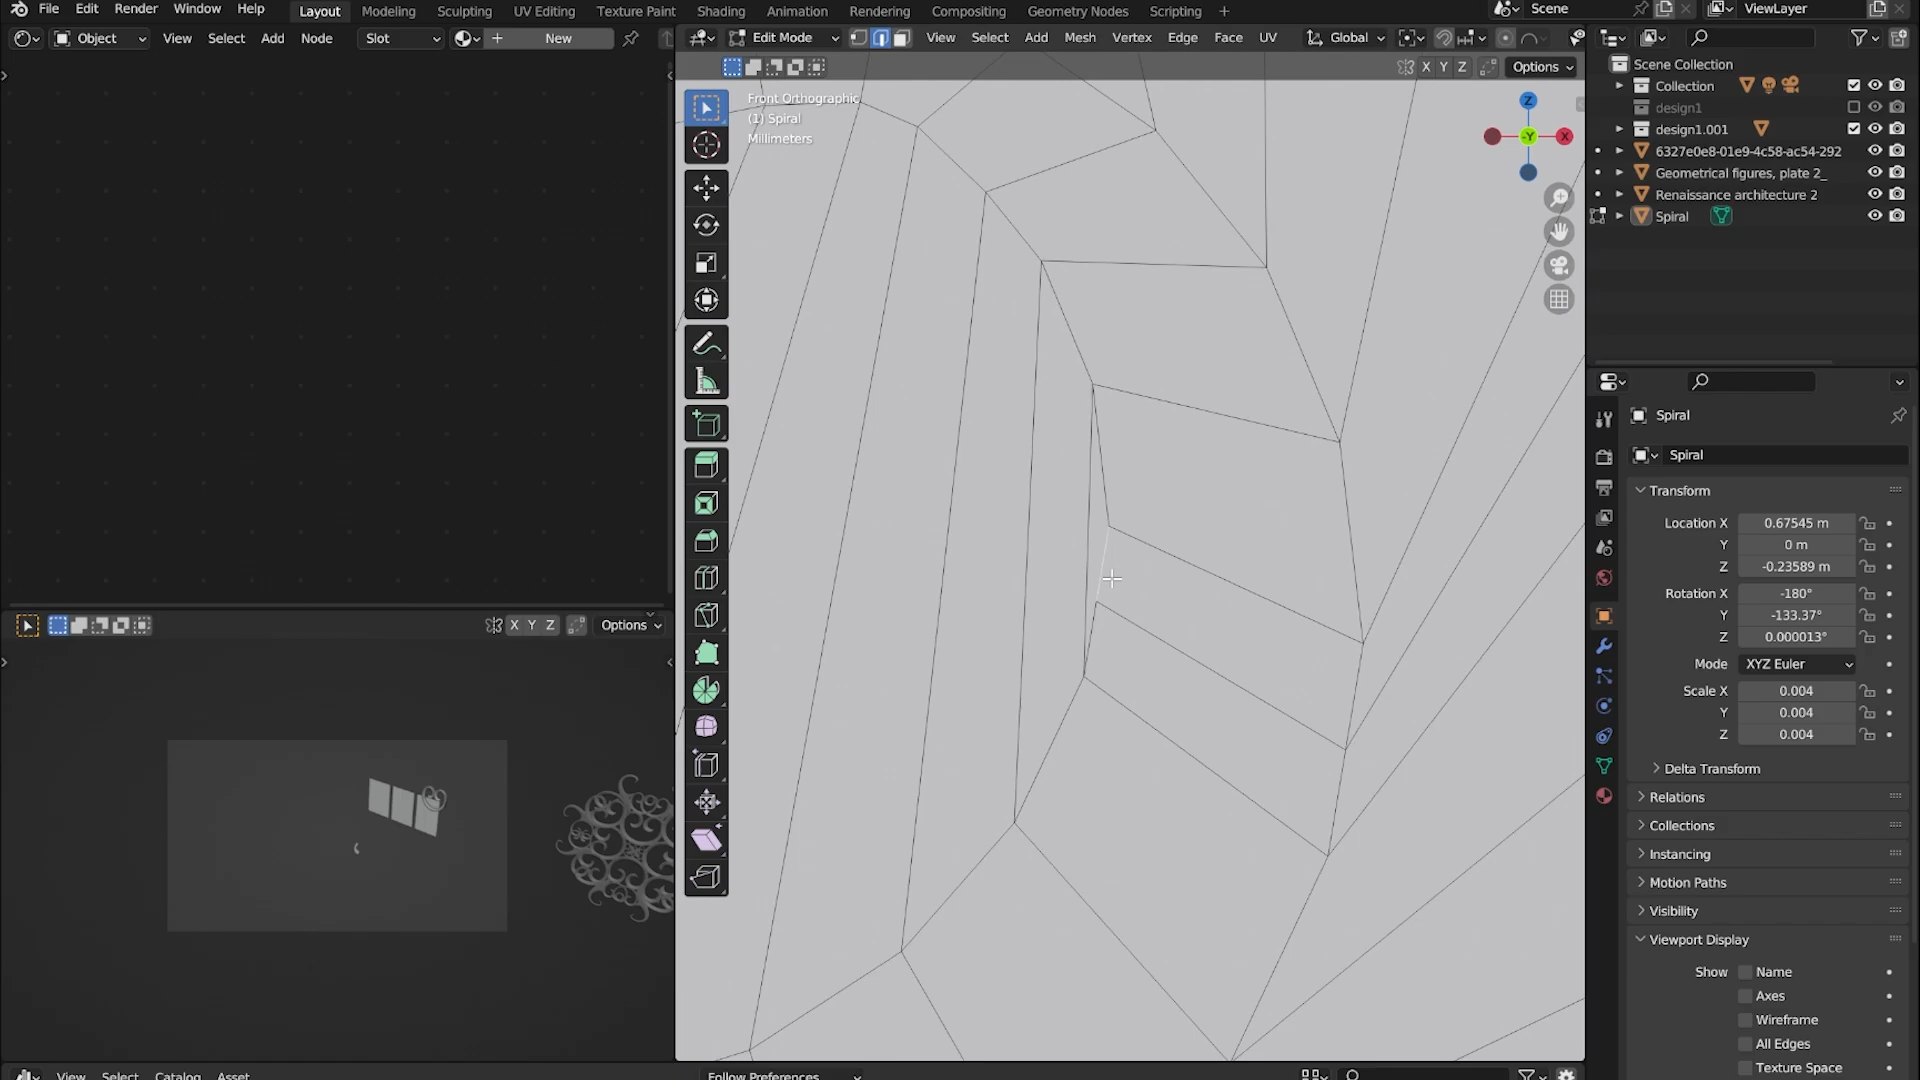 File Edit Render Window Help Layout Modeling Sculpting UV Editing Texture Paint Shading Animation Rendering Compositing Geometry Nodes Scripting + Scene ViewLayer
Object View Select Add Node Slot New Edit Mode View Select Add Mesh Vertex Edge Face UV Global
X Y Z Options
Front Orthographic
(1) Spiral
Millimeters
Z
-Y
X
Scene Collection
Collection
design1
design1.001
6327e0e8-01e9-4c58-ac54-292
Geometrical figures, plate 2_
Renaissance architecture 2
Spiral
Spiral
Spiral
Transform
Location X 0.67545 m
Y 0 m
Z -0.23589 m
Rotation X -180°
Y -133.37°
Z 0.000013°
Mode XYZ Euler
Scale X 0.004
Y 0.004
Z 0.004
Delta Transform
Relations
Collections
Instancing
Motion Paths
Visibility
Viewport Display
Show Name
Axes
Wireframe
All Edges
Texture Space
X Y Z Options
View Select Catalog Asset Follow Preferences